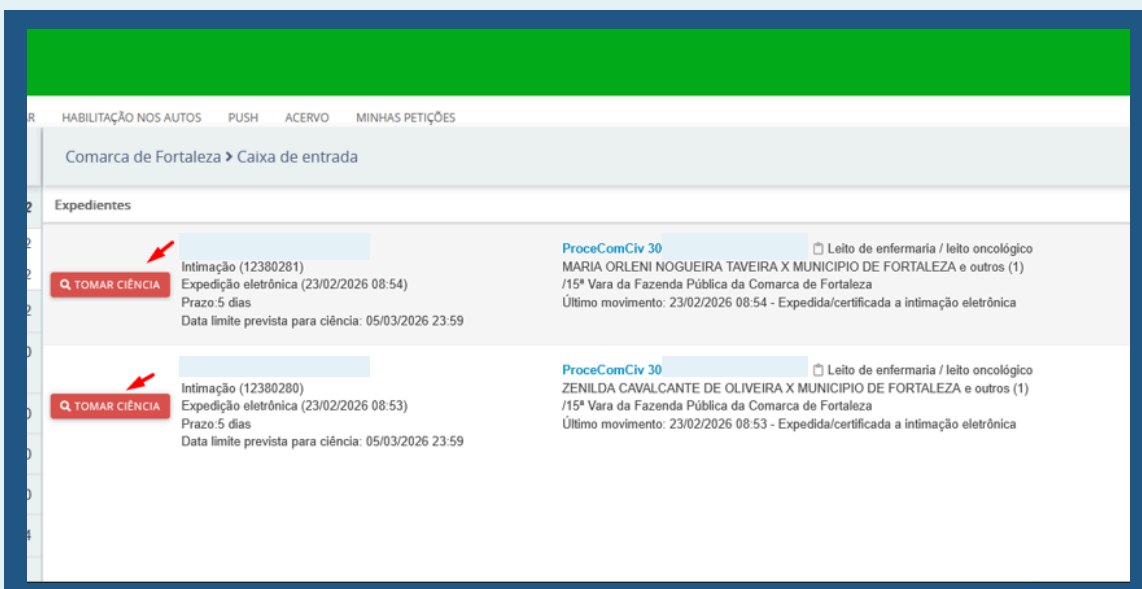 HABILITAÇÃO NOS AUTOS PUSH ACERVO MINHAS PETIÇÕES
Comarca de Fortaleza > Caixa de entrada
Expedientes
TOMAR CIÊNCIA
Intimação (12380281)
Expedição eletrônica (23/02/2026 08:54)
Prazo:5 dias
Data limite prevista para ciência: 05/03/2026 23:59
ProceComCiv 30 Leito de enfermaria / leito oncológico
MARIA ORLENI NOGUEIRA TAVEIRA X MUNICIPIO DE FORTALEZA e outros (1)
/15ª Vara da Fazenda Pública da Comarca de Fortaleza
Último movimento: 23/02/2026 08:54 - Expedida/certificada a intimação eletrônica
TOMAR CIÊNCIA
Intimação (12380280)
Expedição eletrônica (23/02/2026 08:53)
Prazo:5 dias
Data limite prevista para ciência: 05/03/2026 23:59
ProceComCiv 30 Leito de enfermaria / leito oncológico
ZENILDA CAVALCANTE DE OLIVEIRA X MUNICIPIO DE FORTALEZA e outros (1)
/15ª Vara da Fazenda Pública da Comarca de Fortaleza
Último movimento: 23/02/2026 08:53 - Expedida/certificada a intimação eletrônica